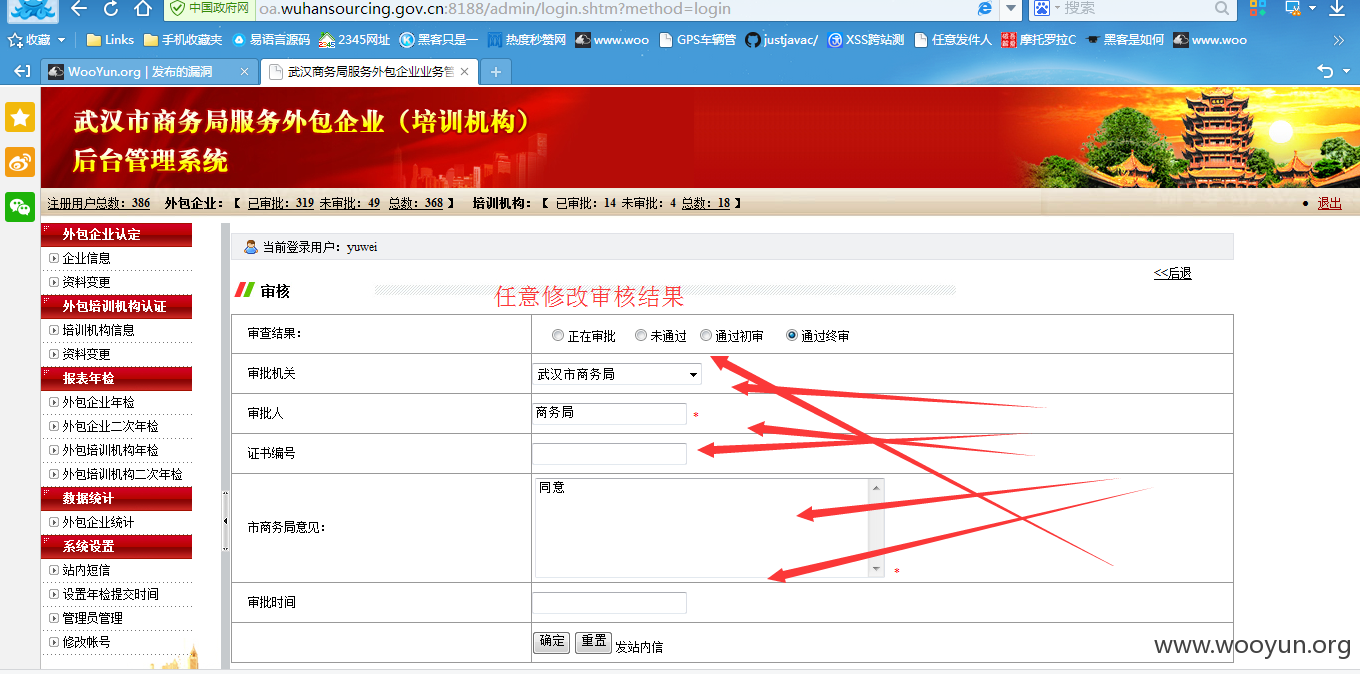 中国政府网 oa.wuhansourcing.gov.cn:8188/admin/login.shtm?method=login 搜索
收藏 Links 手机收藏夹 易语言源码 2345网址 黑客只是一 热度秒赞网 www.woo GPS车辆管 justjavac/ XSS跨站测 任意发件人 摩托罗拉C 黑客是如何 www.woo
WooYun.org | 发布的漏洞 武汉商务局服务外包企业业务管
武汉市商务局服务外包企业（培训机构）
后台管理系统
注册用户总数：386 外包企业：【 已审批：319 未审批：49 总数：368 】 培训机构：【 已审批：14 未审批：4 总数：18 】 • 退出
外包企业认定
企业信息
资料变更
外包培训机构认证
培训机构信息
资料变更
报表年检
外包企业年检
外包企业二次年检
外包培训机构年检
外包培训机构二次年检
数据统计
外包企业统计
系统设置
站内短信
设置年检提交时间
管理员管理
修改帐号
当前登录用户：yuwei
<<后退
审核
任意修改审核结果
审查结果： 正在审批 未通过 通过初审 通过终审
审批机关 武汉市商务局
审批人 商务局 *
证书编号
市商务局意见： 同意 *
审批时间
确定 重置 发站内信
www.wooyun.org